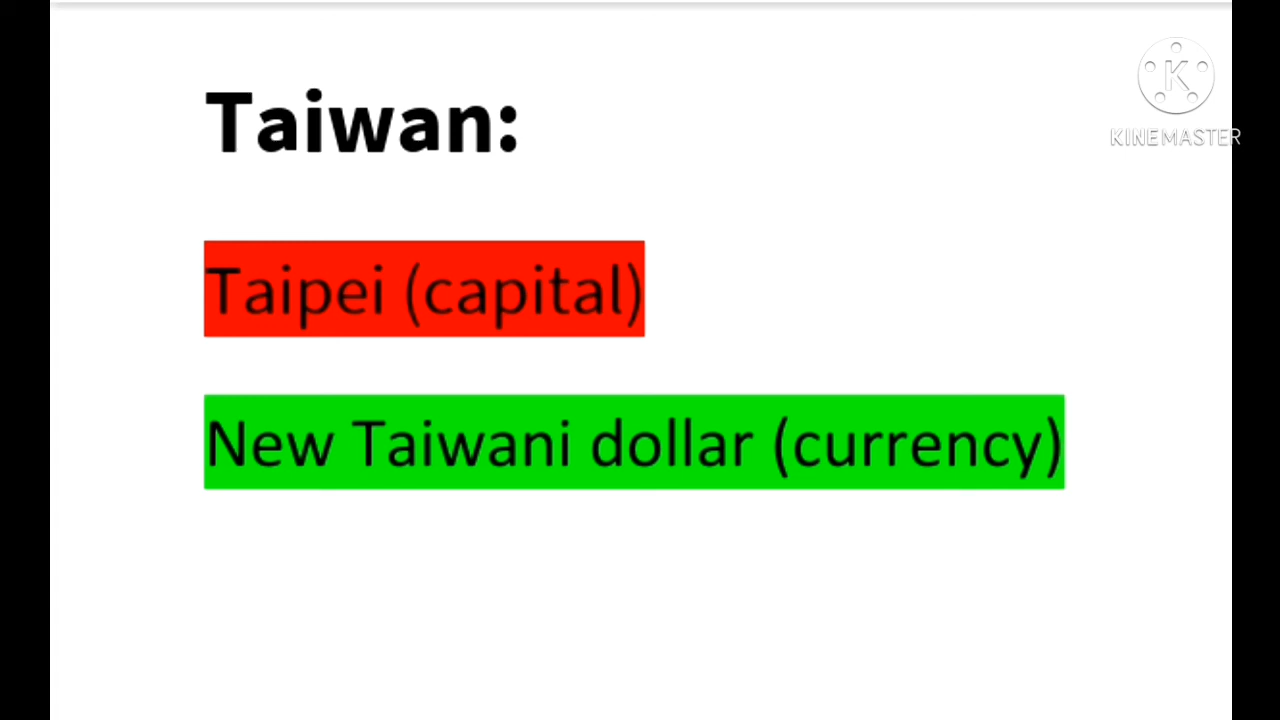 Taiwan:
K
KINEMASTER
Taipei (capital)
New Taiwani dollar (currency)